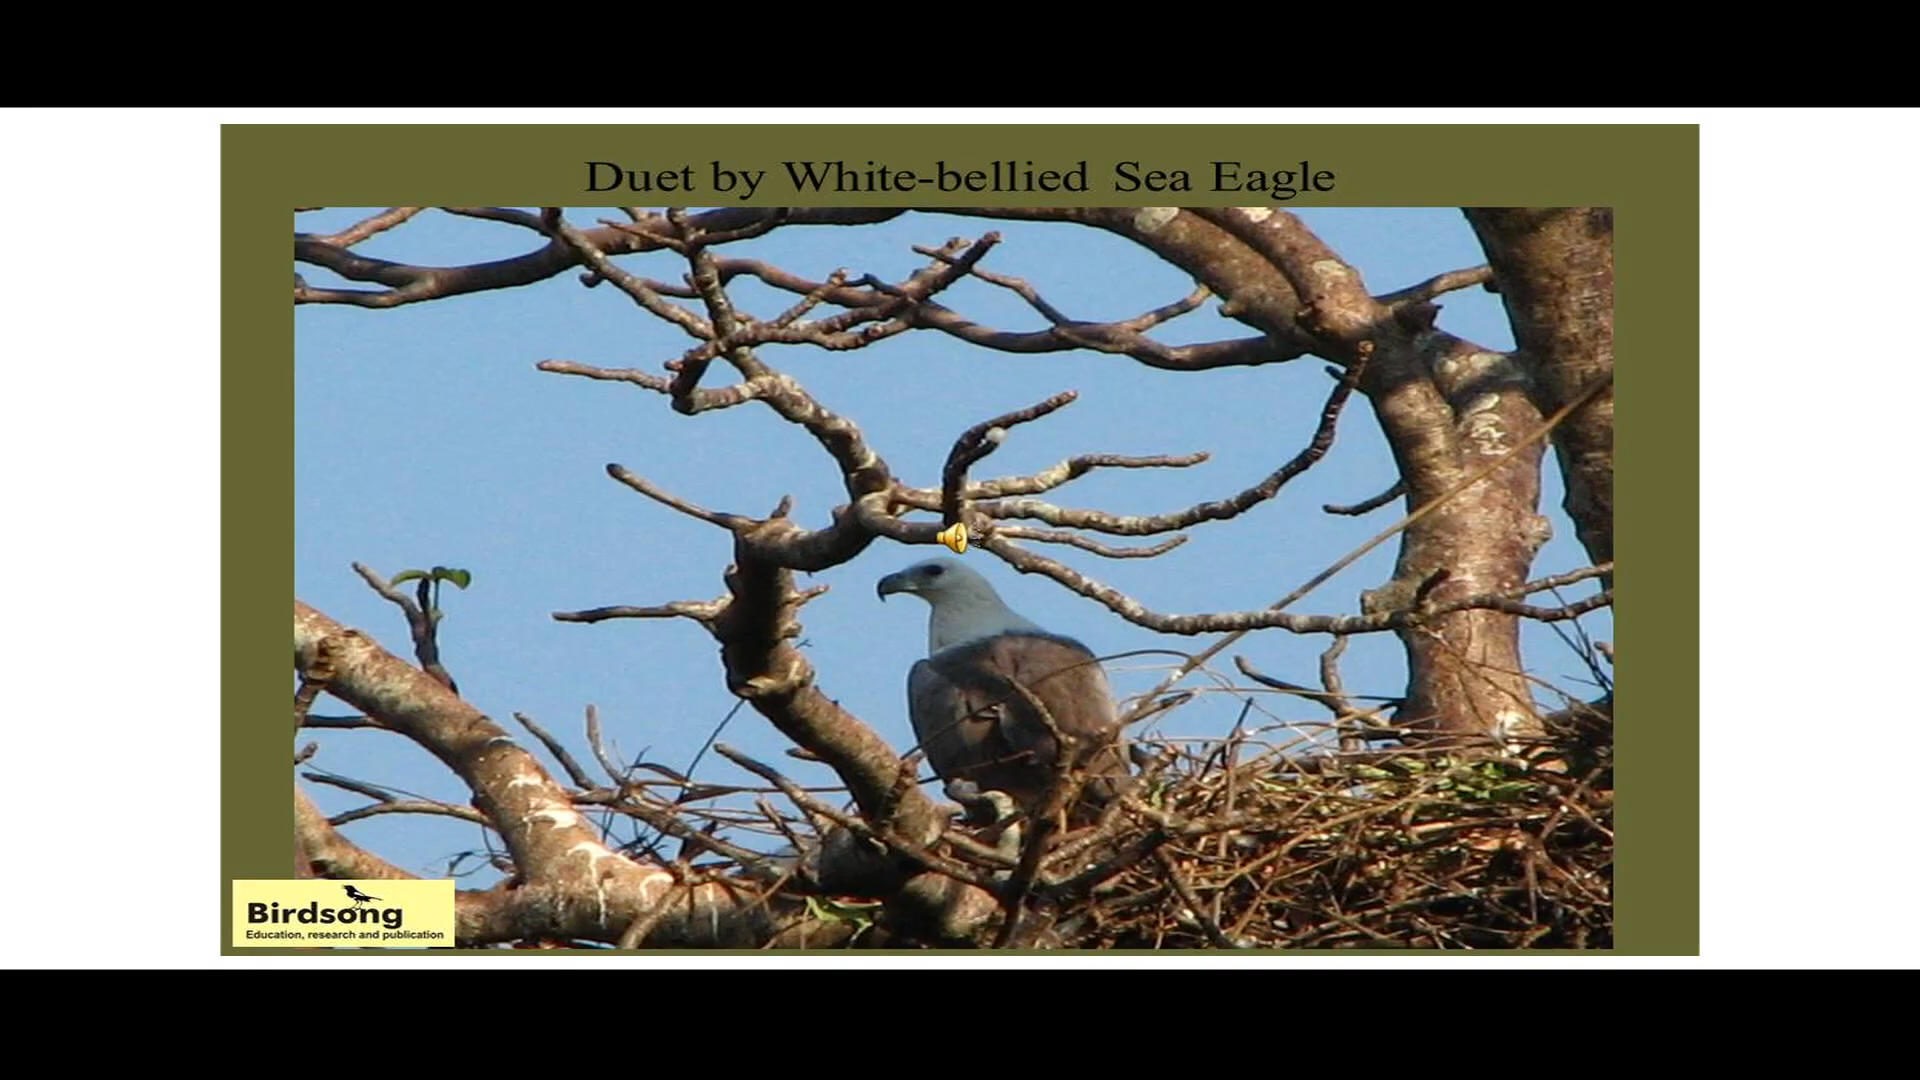 Duet by White-bellied Sea Eagle
Birdsong
Education, research and publication